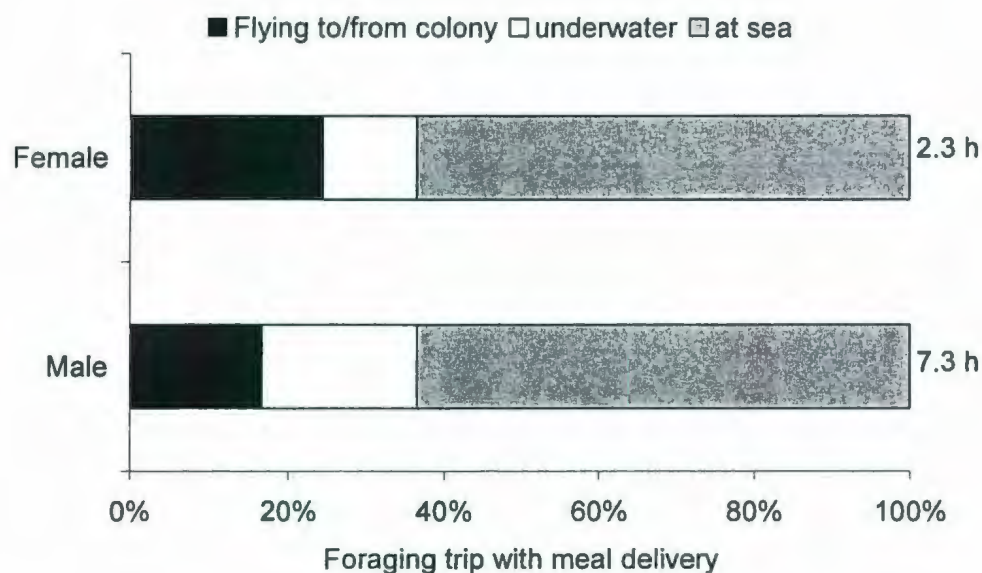 Flying to/from colony underwater at sea
Female 2.3 h
Male 7.3 h
0% 20% 40% 60% 80% 100%
Foraging trip with meal delivery